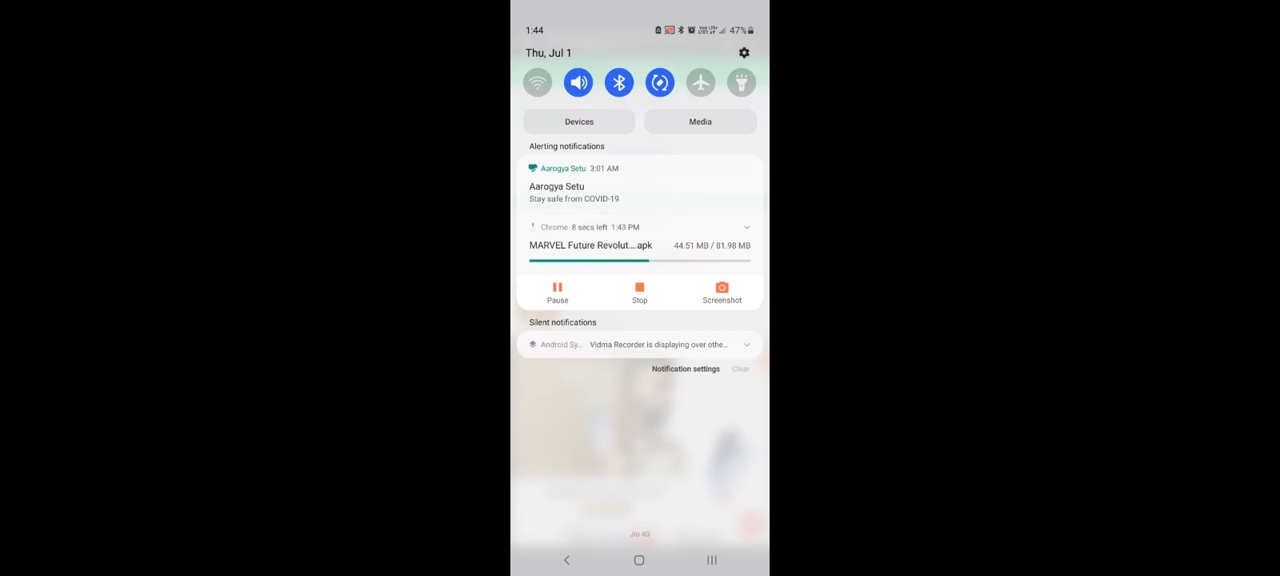 1:44
47%
Thu, Jul 1
Devices
Media
Alerting notifications
Aarogya Setu 3:01 AM
Aarogya Setu
Stay safe from COVID-19
Chrome 8 secs left 1:43 PM
MARVEL Future Revolut....apk 44.51 MB / 81.98 MB
Pause
Stop
Screenshot
Silent notifications
Android Sy... Vidma Recorder is displaying over othe...
Notification settings
Clear
Jio 4G